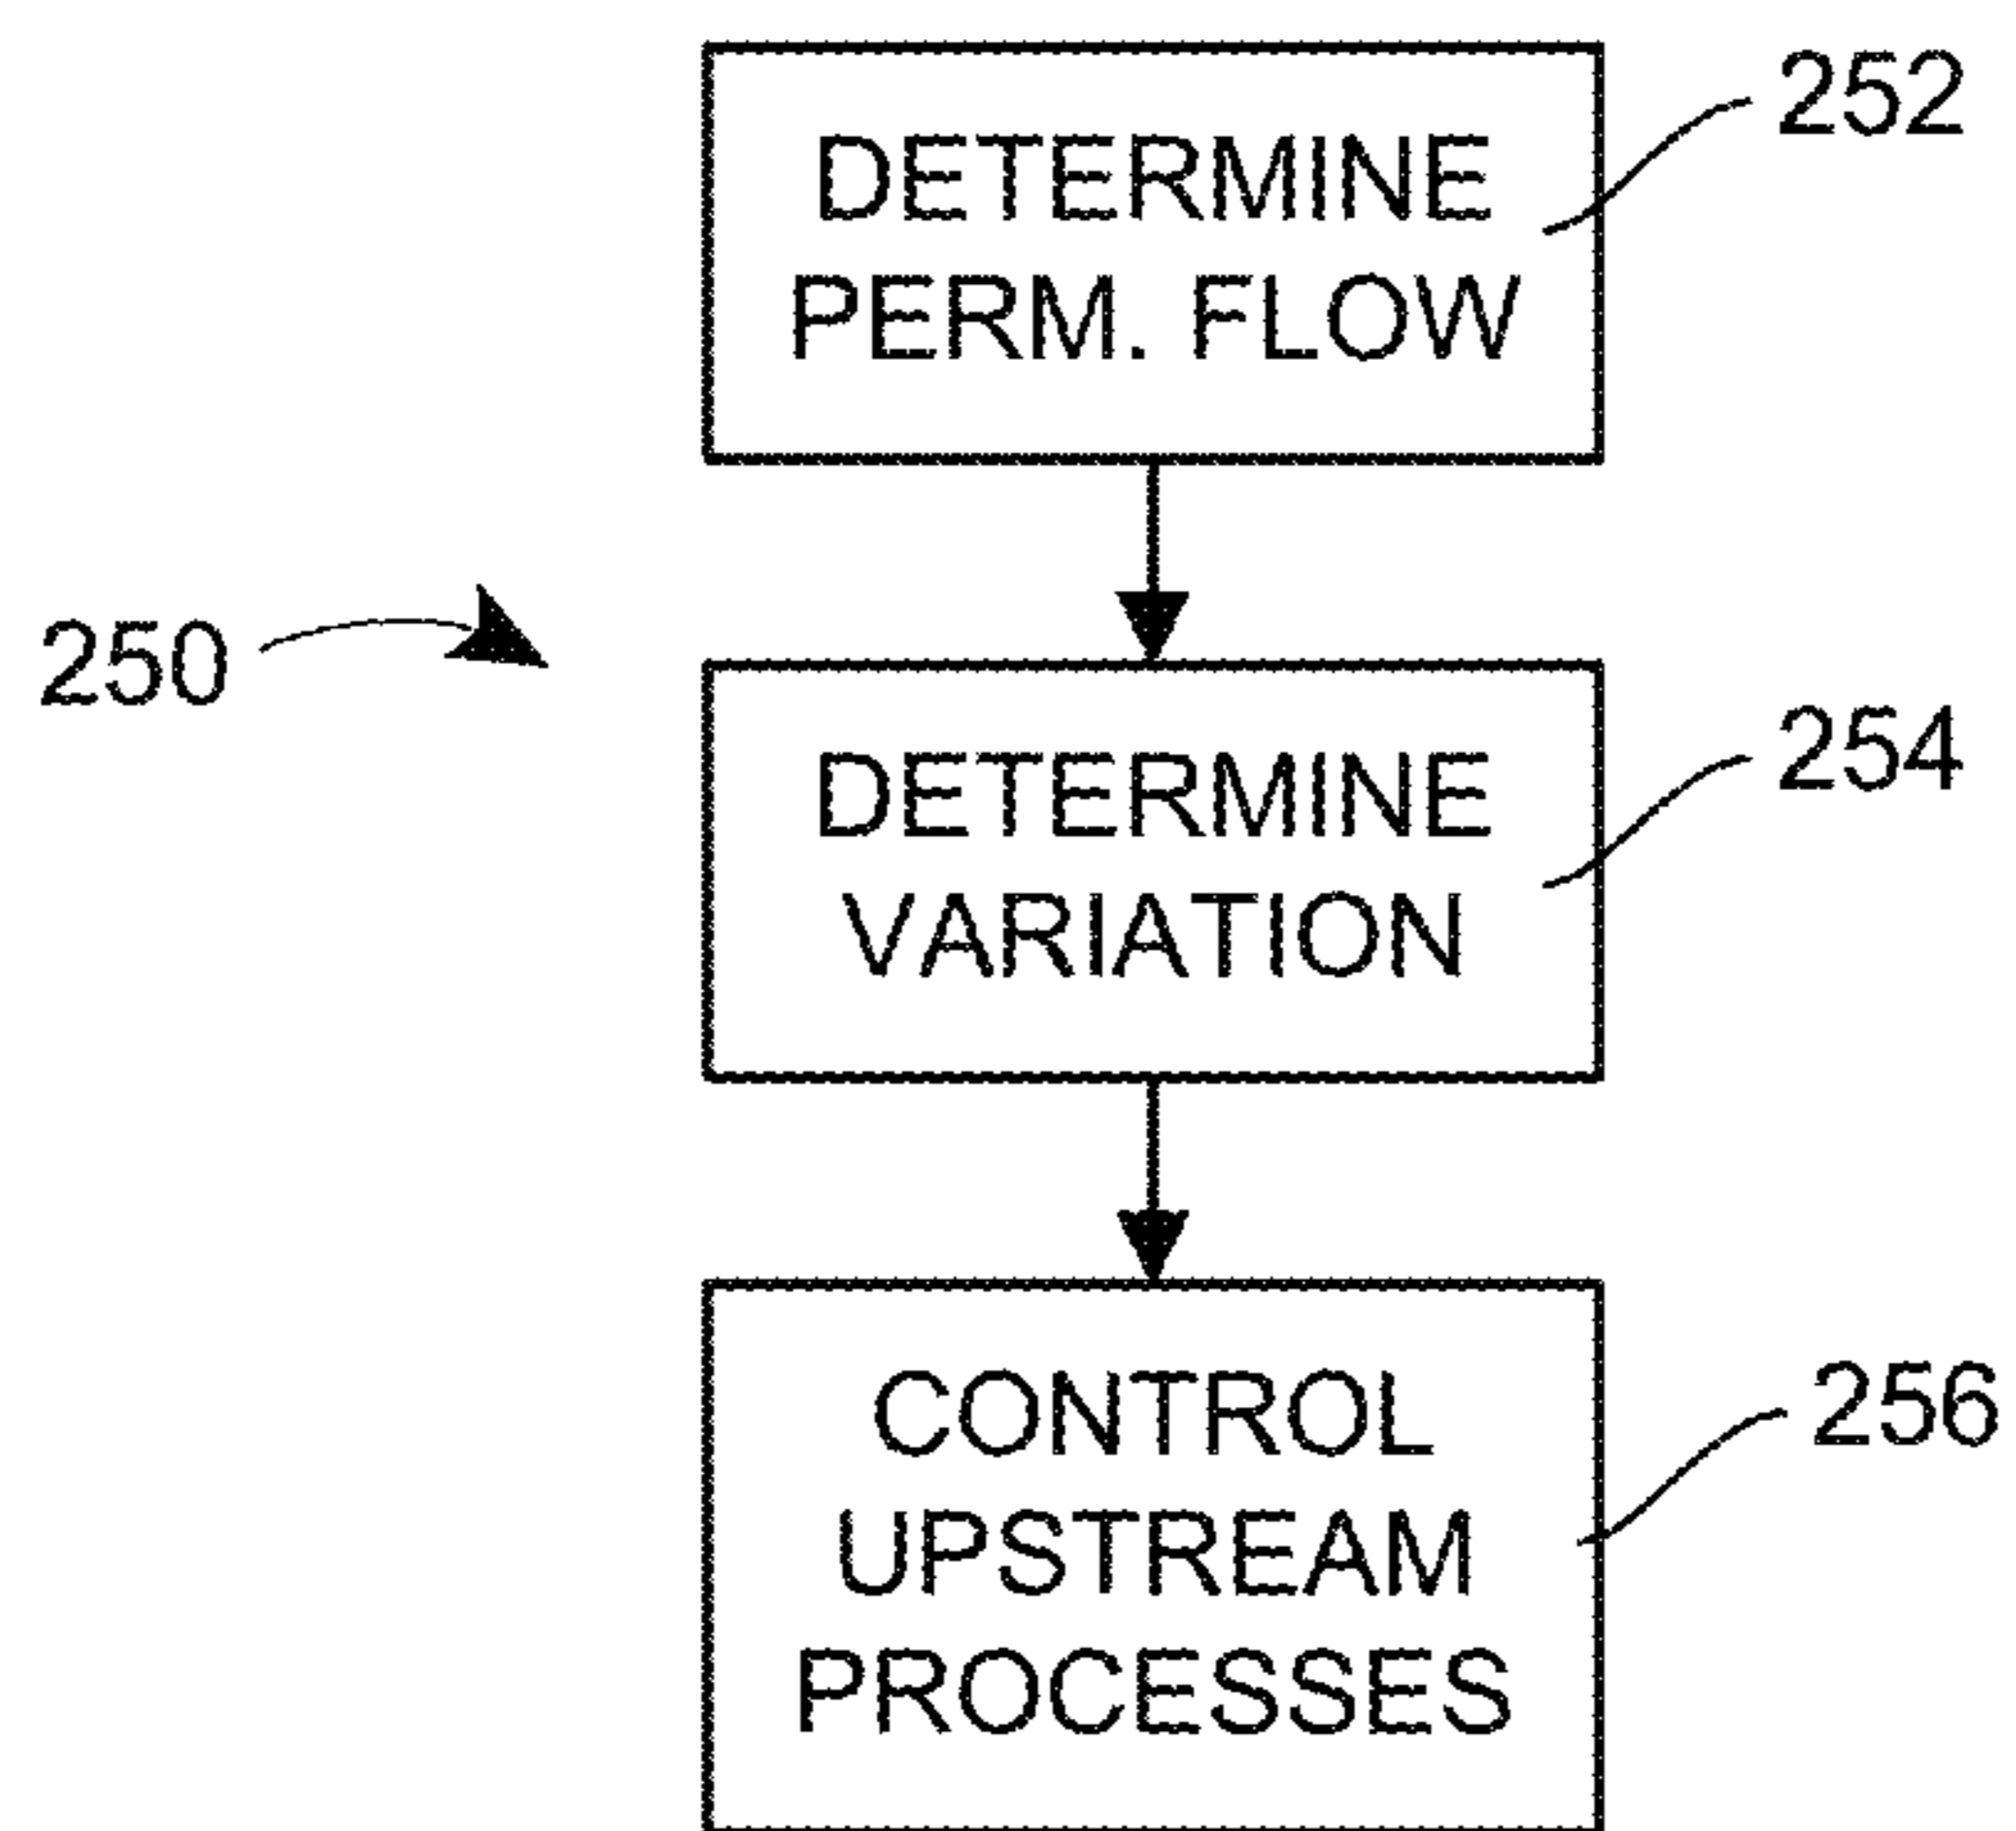 DETERMINE
PERM. FLOW
252
250
DETERMINE
VARIATION
254
CONTROL
UPSTREAM
PROCESSES
256